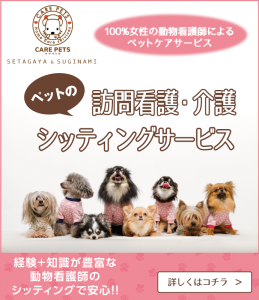 CARE PETS
CARE PETS
SETAGAYA & SUGINAMI
100%女性の動物看護師による
ペットケアサービス
ペットの
訪問看護・介護
シッティングサービス
経験+知識が豊富な
動物看護師の
シッティングで安心!!
詳しくはコチラ >